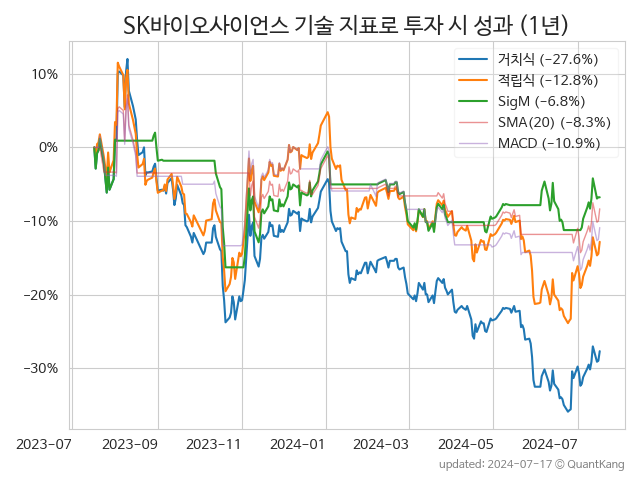 SK바이오사이언스 기술 지표로 투자 시 성과 (1년)
거치식 (−27.6%)
적립식 (−12.8%)
SigM (−6.8%)
SMA(20) (−8.3%)
MACD (−10.9%)
10%
0%
−10%
−20%
−30%
2023-07
2023-09
2023-11
2024-01
2024-03
2024-05
2024-07
updated: 2024-07-17 © QuantKang